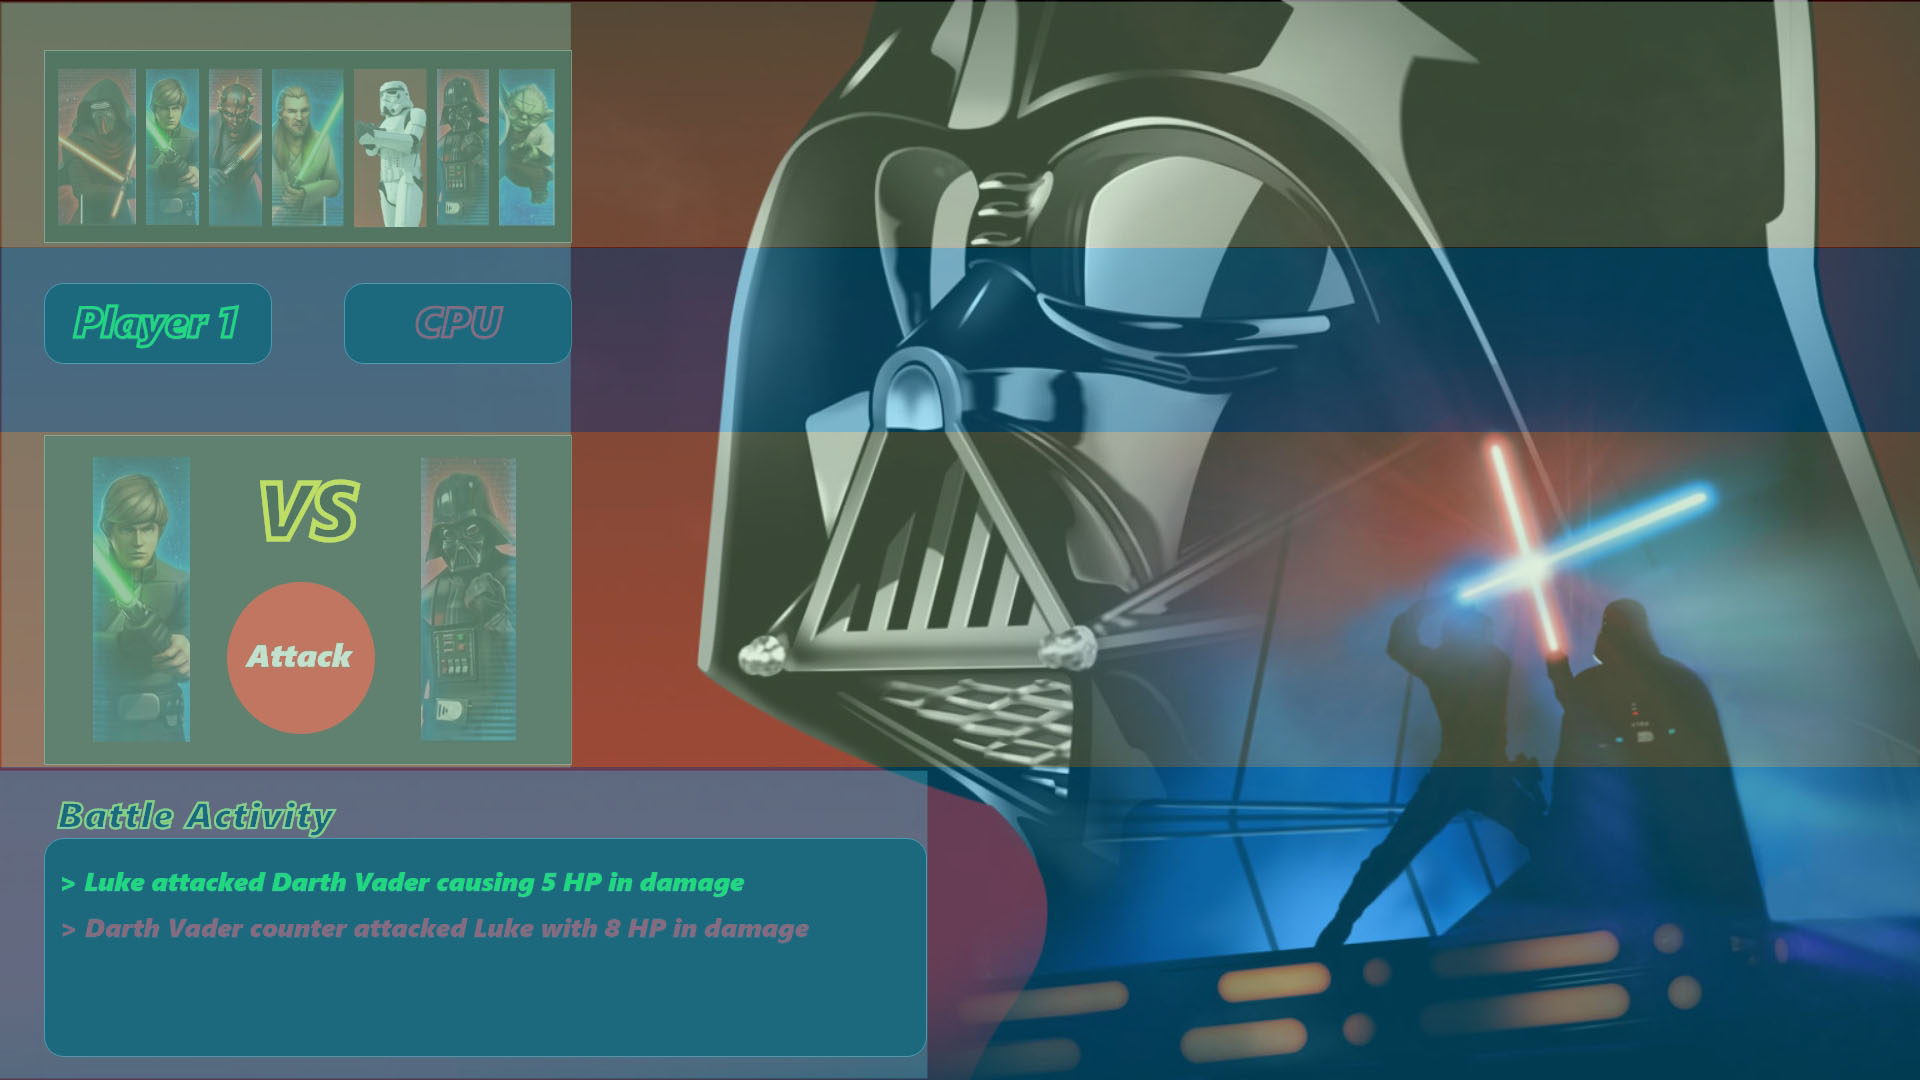 Player 1
CPU
VS
Attack
Battle Activity
> Luke attacked Darth Vader causing 5 HP in damage
> Darth Vader counter attacked Luke with 8 HP in damage